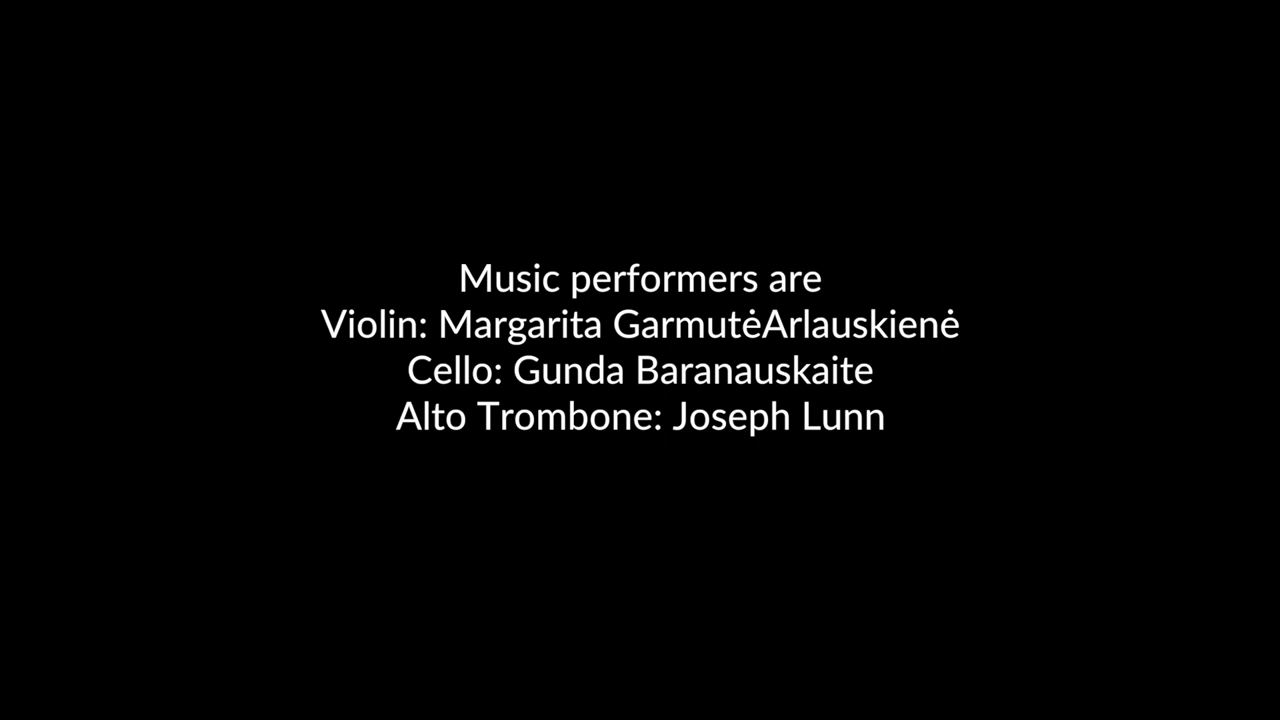 Music performers are
Violin: Margarita GarmutėArlauskienė
Cello: Gunda Baranauskaite
Alto Trombone: Joseph Lunn